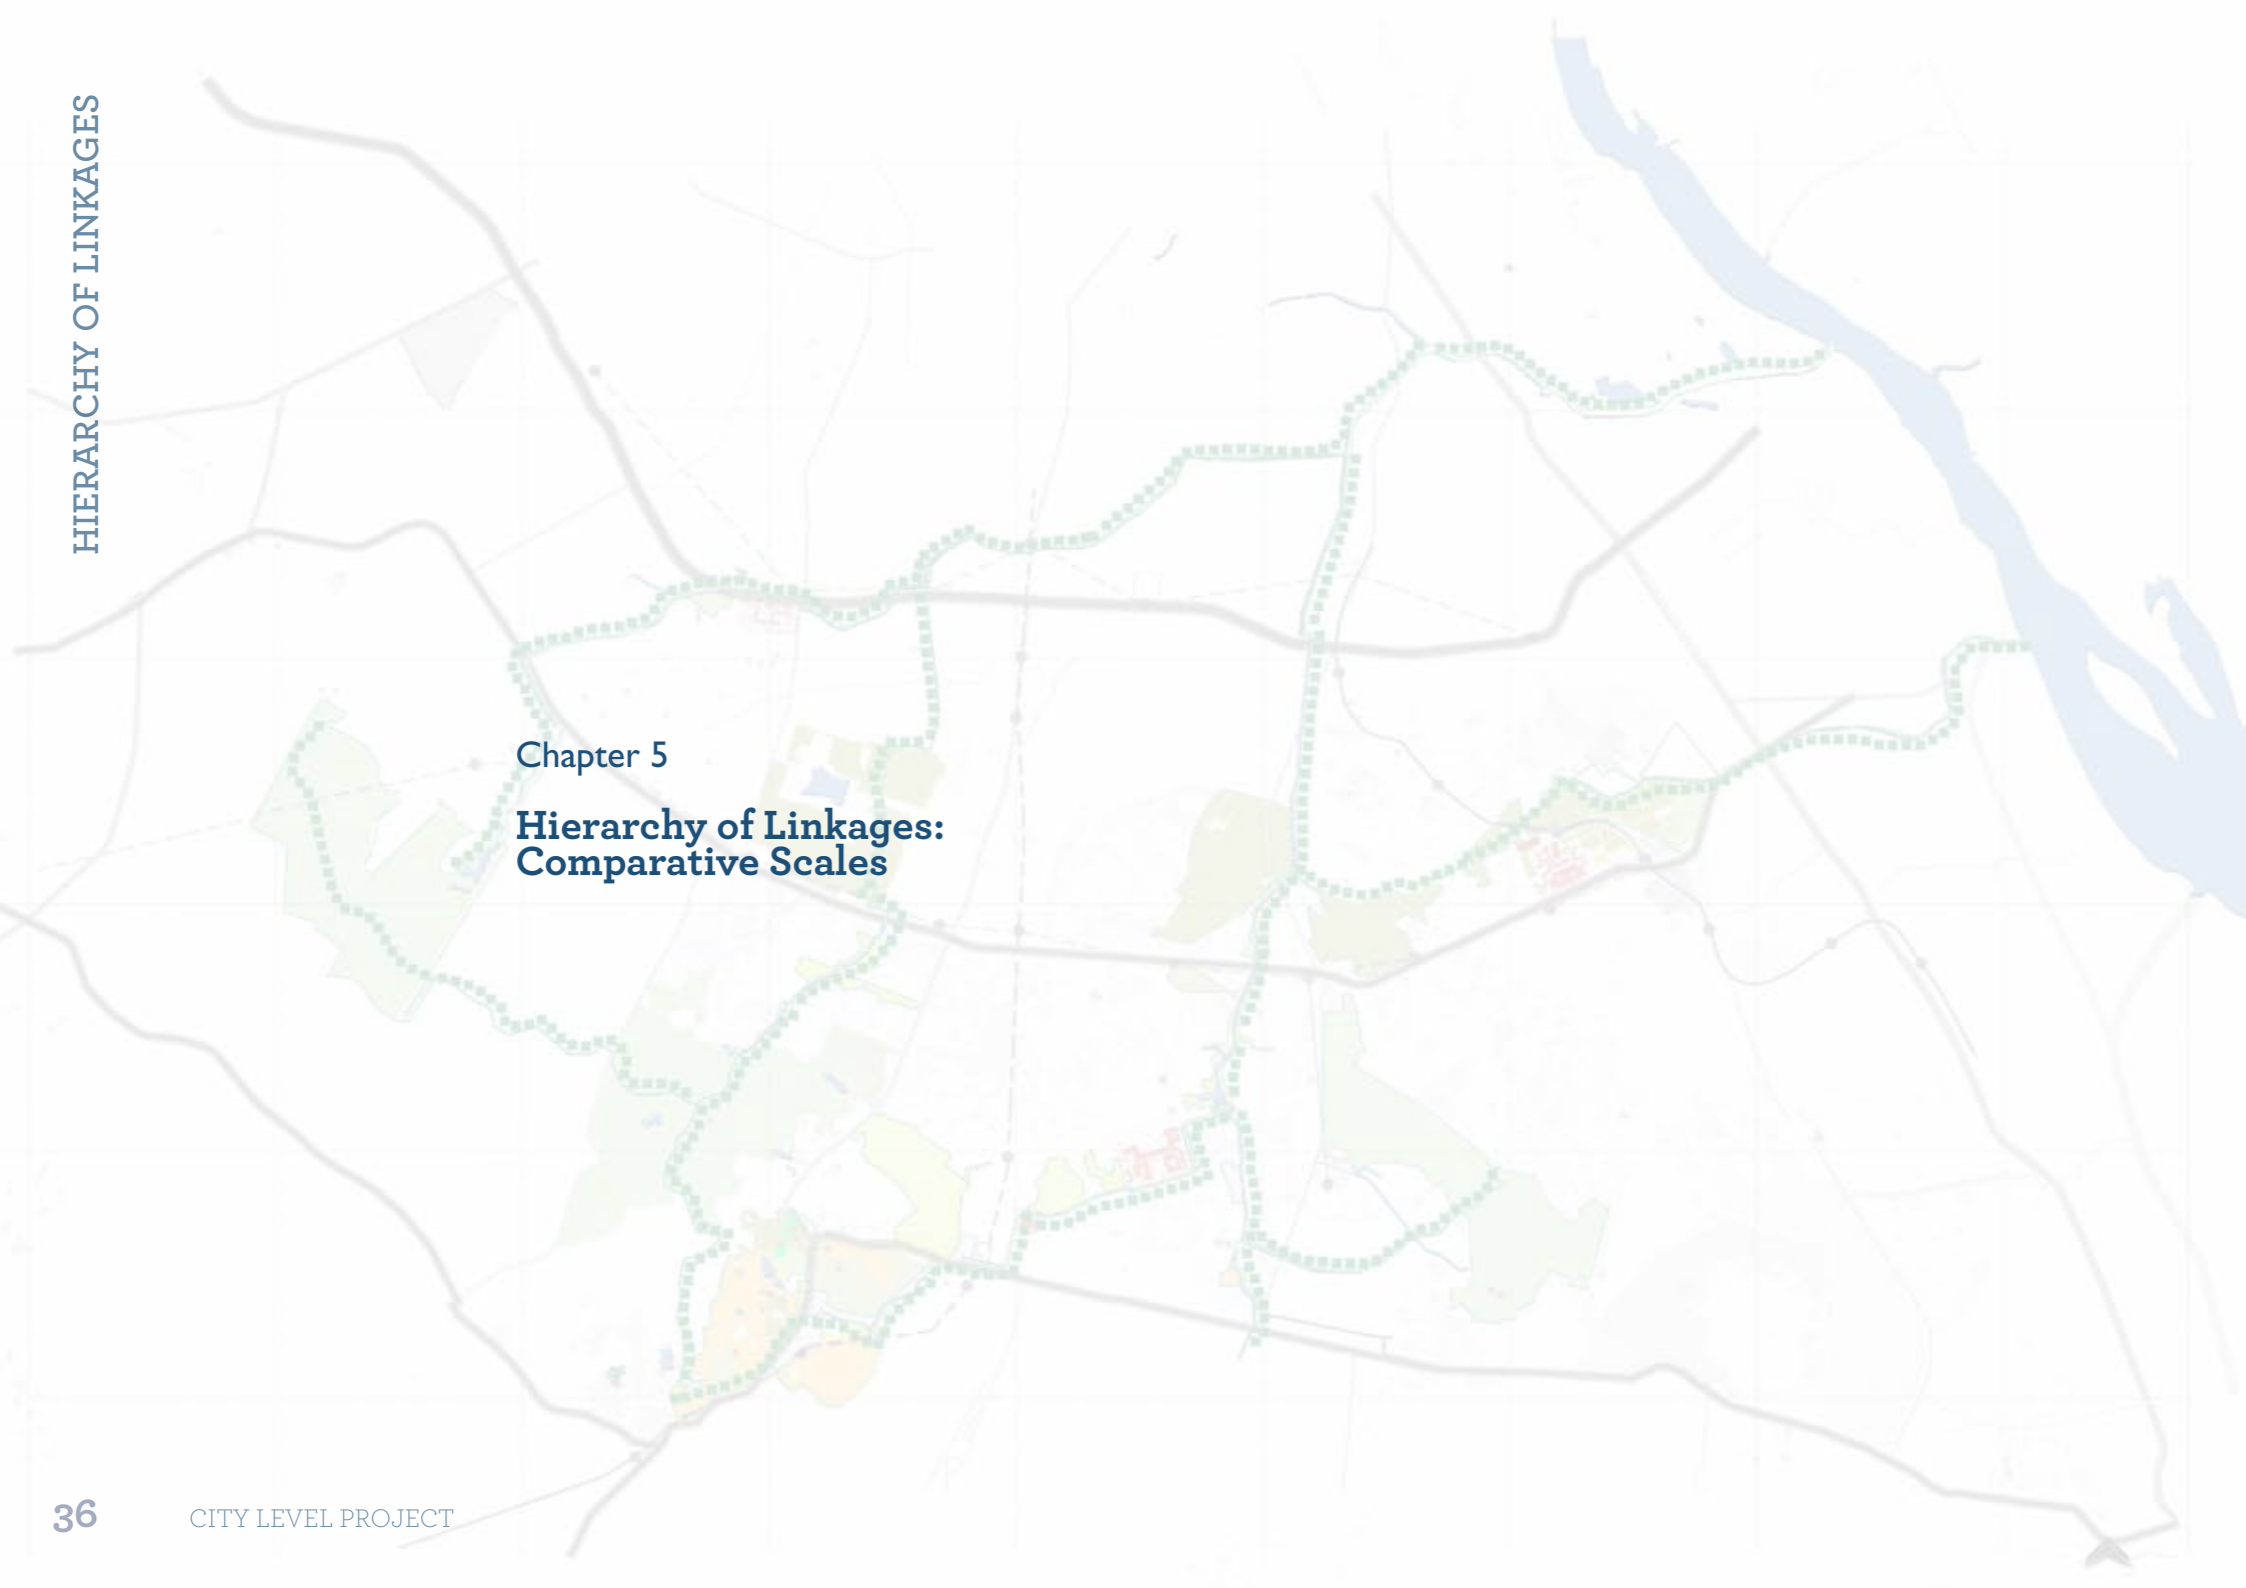 HIERARCHY OF LINKAGES
Chapter 5
Hierarchy of Linkages:
Comparative Scales
36
CITY LEVEL PROJECT